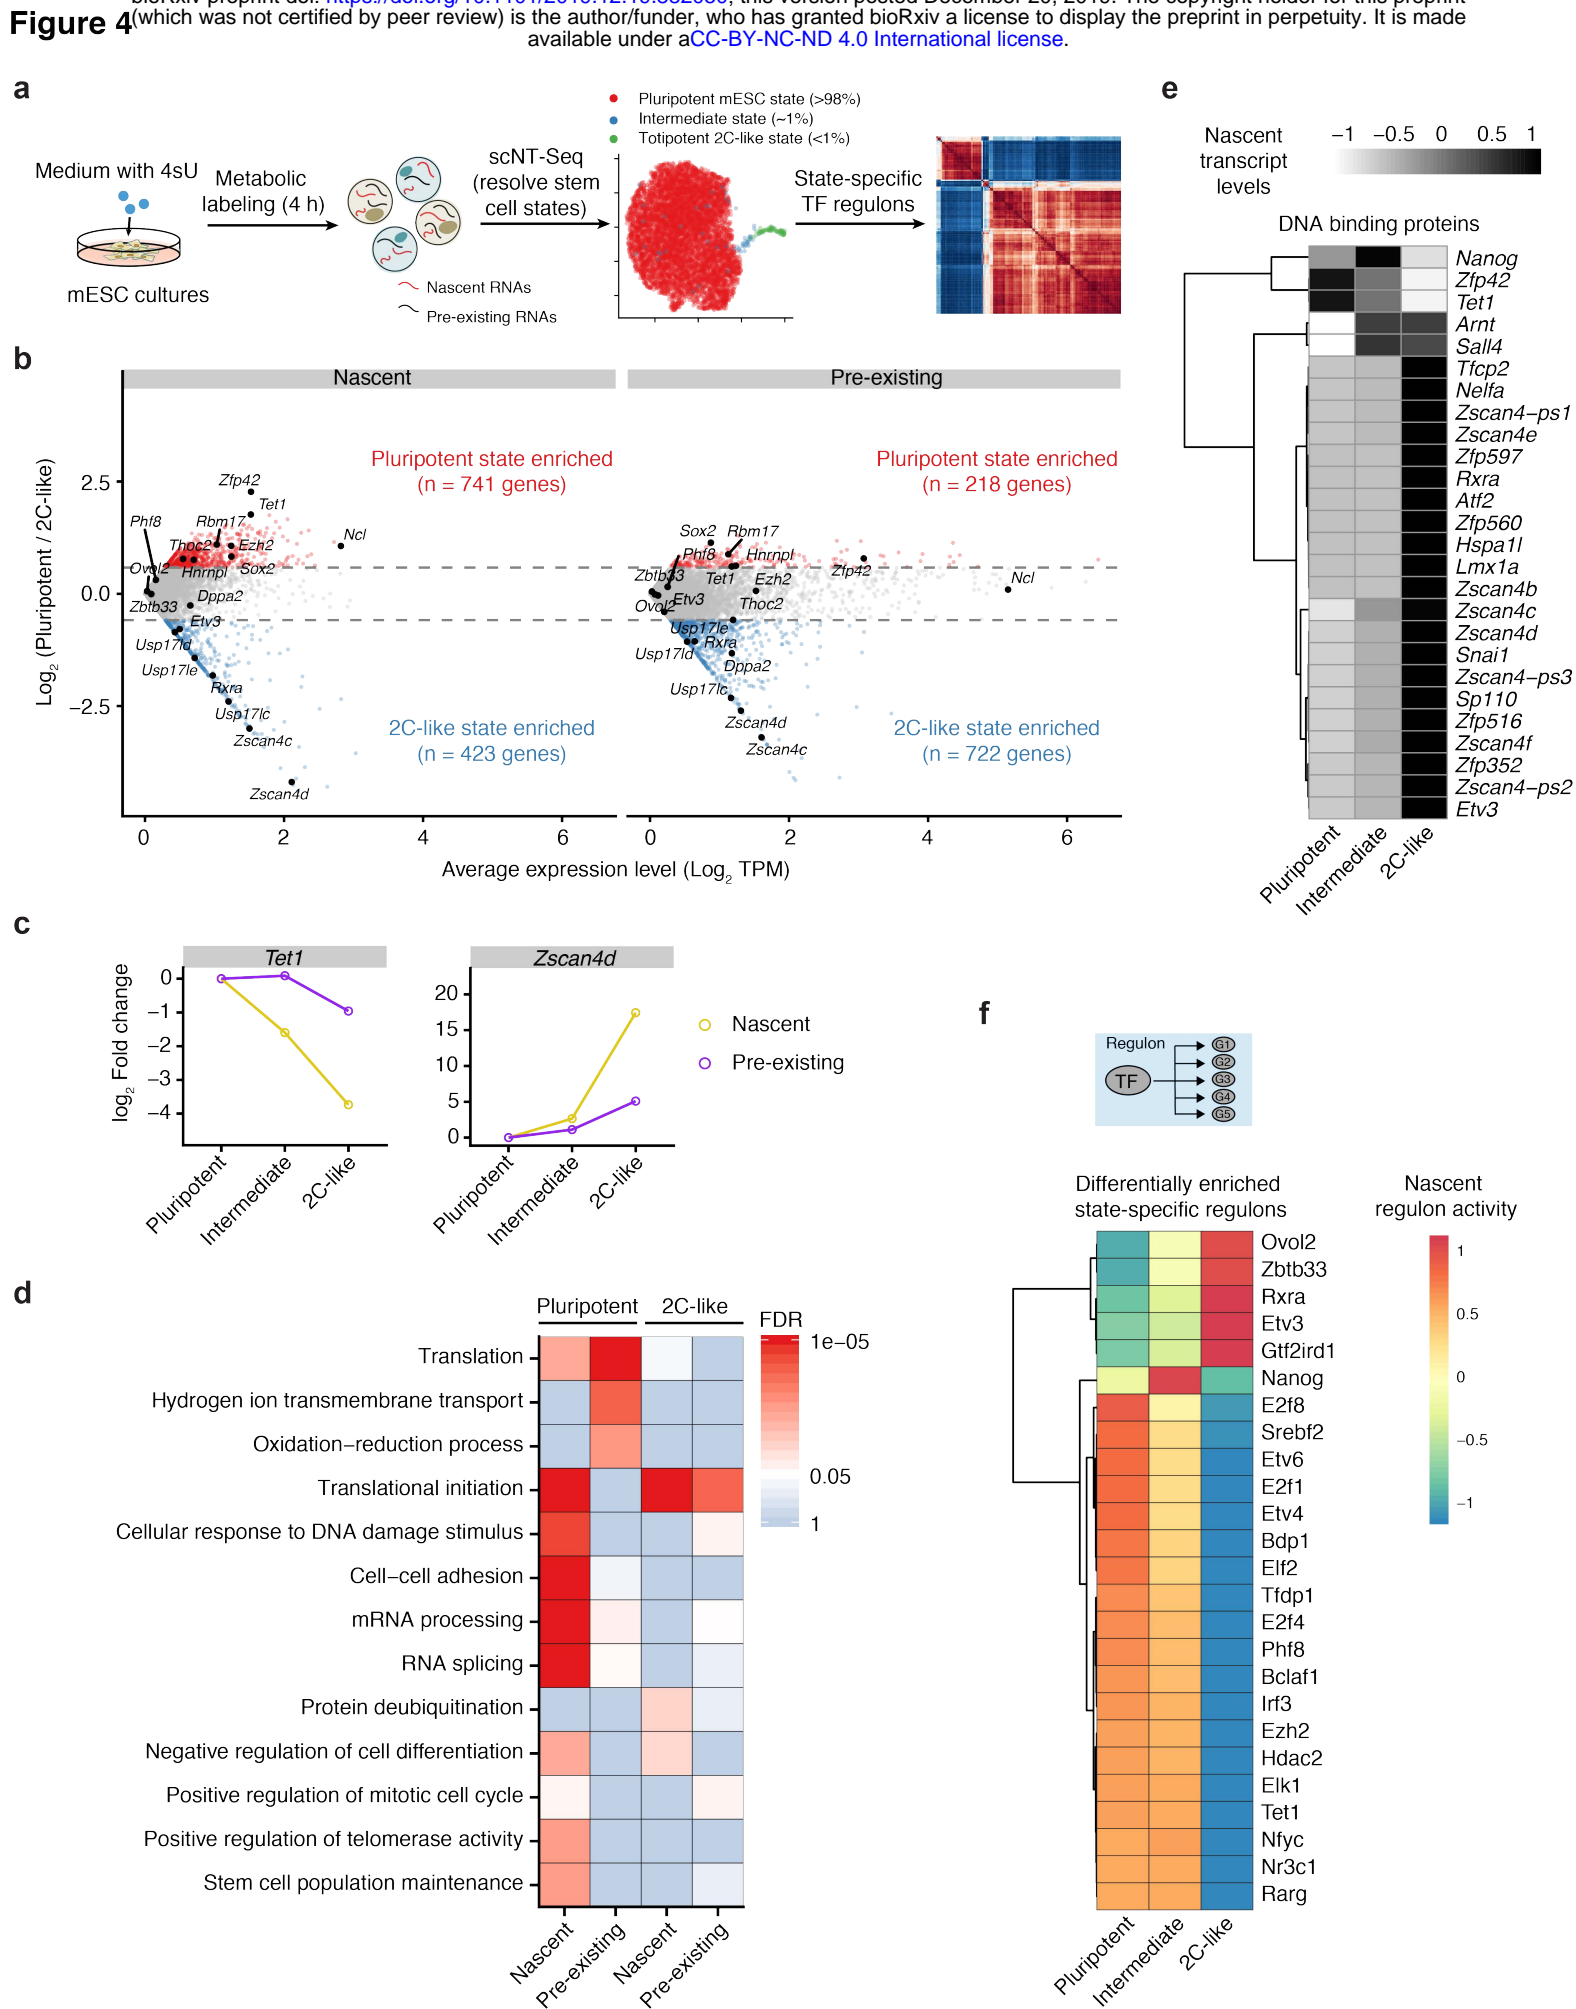 (which was not certified by peer review) is the author/funder, who has granted bioRxiv a license to display the preprint in perpetuity. It is made
available under aCC-BY-NC-ND 4.0 International license.
Figure 4
a
Medium with 4sU
mESC cultures
Metabolic
labeling (4 h)
Nascent RNAs
Pre-existing RNAs
scNT-Seq
(resolve stem
cell states)
Pluripotent mESC state (>98%)
Intermediate state (~1%)
Totipotent 2C-like state (<1%)
State-specific
TF regulons
b
Nascent
Pre-existing
Log2 (Pluripotent / 2C-like)
2.5
0.0
−2.5
Pluripotent state enriched
(n = 741 genes)
Zfp42
Tet1
Phf8
Rbm17
Ncl
Thoc2
Ezh2
Ovol2
Hnrnpl
Sox2
Dppa2
Zbtb33
Etv3
Usp17ld
Usp17le
Rxra
Usp17lc
Zscan4c
Zscan4d
2C-like state enriched
(n = 423 genes)
Pluripotent state enriched
(n = 218 genes)
Sox2
Rbm17
Phf8
Hnrnpl
Zfp42
Zbtb33
Tet1
Ezh2
Ncl
Ovol2
Etv3
Thoc2
Usp17le
Rxra
Usp17ld
Dppa2
Usp17lc
Zscan4d
Zscan4c
2C-like state enriched
(n = 722 genes)
0
2
4
6
0
2
4
6
Average expression level (Log2 TPM)
c
Tet1
log2 Fold change
0
−1
−2
−3
−4
Pluripotent
Intermediate
2C-like
Zscan4d
20
15
10
5
0
Pluripotent
Intermediate
2C-like
Nascent
Pre-existing
d
Pluripotent
2C-like
FDR
1e−05
0.05
1
Translation
Hydrogen ion transmembrane transport
Oxidation−reduction process
Translational initiation
Cellular response to DNA damage stimulus
Cell−cell adhesion
mRNA processing
RNA splicing
Protein deubiquitination
Negative regulation of cell differentiation
Positive regulation of mitotic cell cycle
Positive regulation of telomerase activity
Stem cell population maintenance
Nascent
Pre-existing
Nascent
Pre-existing
e
Nascent
transcript
levels
−1
−0.5
0
0.5
1
DNA binding proteins
Nanog
Zfp42
Tet1
Arnt
Sall4
Tfcp2
Nelfa
Zscan4−ps1
Zscan4e
Zfp597
Rxra
Atf2
Zfp560
Hspa1l
Lmx1a
Zscan4b
Zscan4c
Zscan4d
Snai1
Zscan4−ps3
Sp110
Zfp516
Zscan4f
Zfp352
Zscan4−ps2
Etv3
Pluripotent
Intermediate
2C-like
f
Regulon
TF
G1
G2
G3
G4
G5
Differentially enriched
state-specific regulons
Nascent
regulon activity
1
0.5
0
−0.5
−1
Ovol2
Zbtb33
Rxra
Etv3
Gtf2ird1
Nanog
E2f8
Srebf2
Etv6
E2f1
Etv4
Bdp1
Elf2
Tfdp1
E2f4
Phf8
Bclaf1
Irf3
Ezh2
Hdac2
Elk1
Tet1
Nfyc
Nr3c1
Rarg
Pluripotent
Intermediate
2C-like